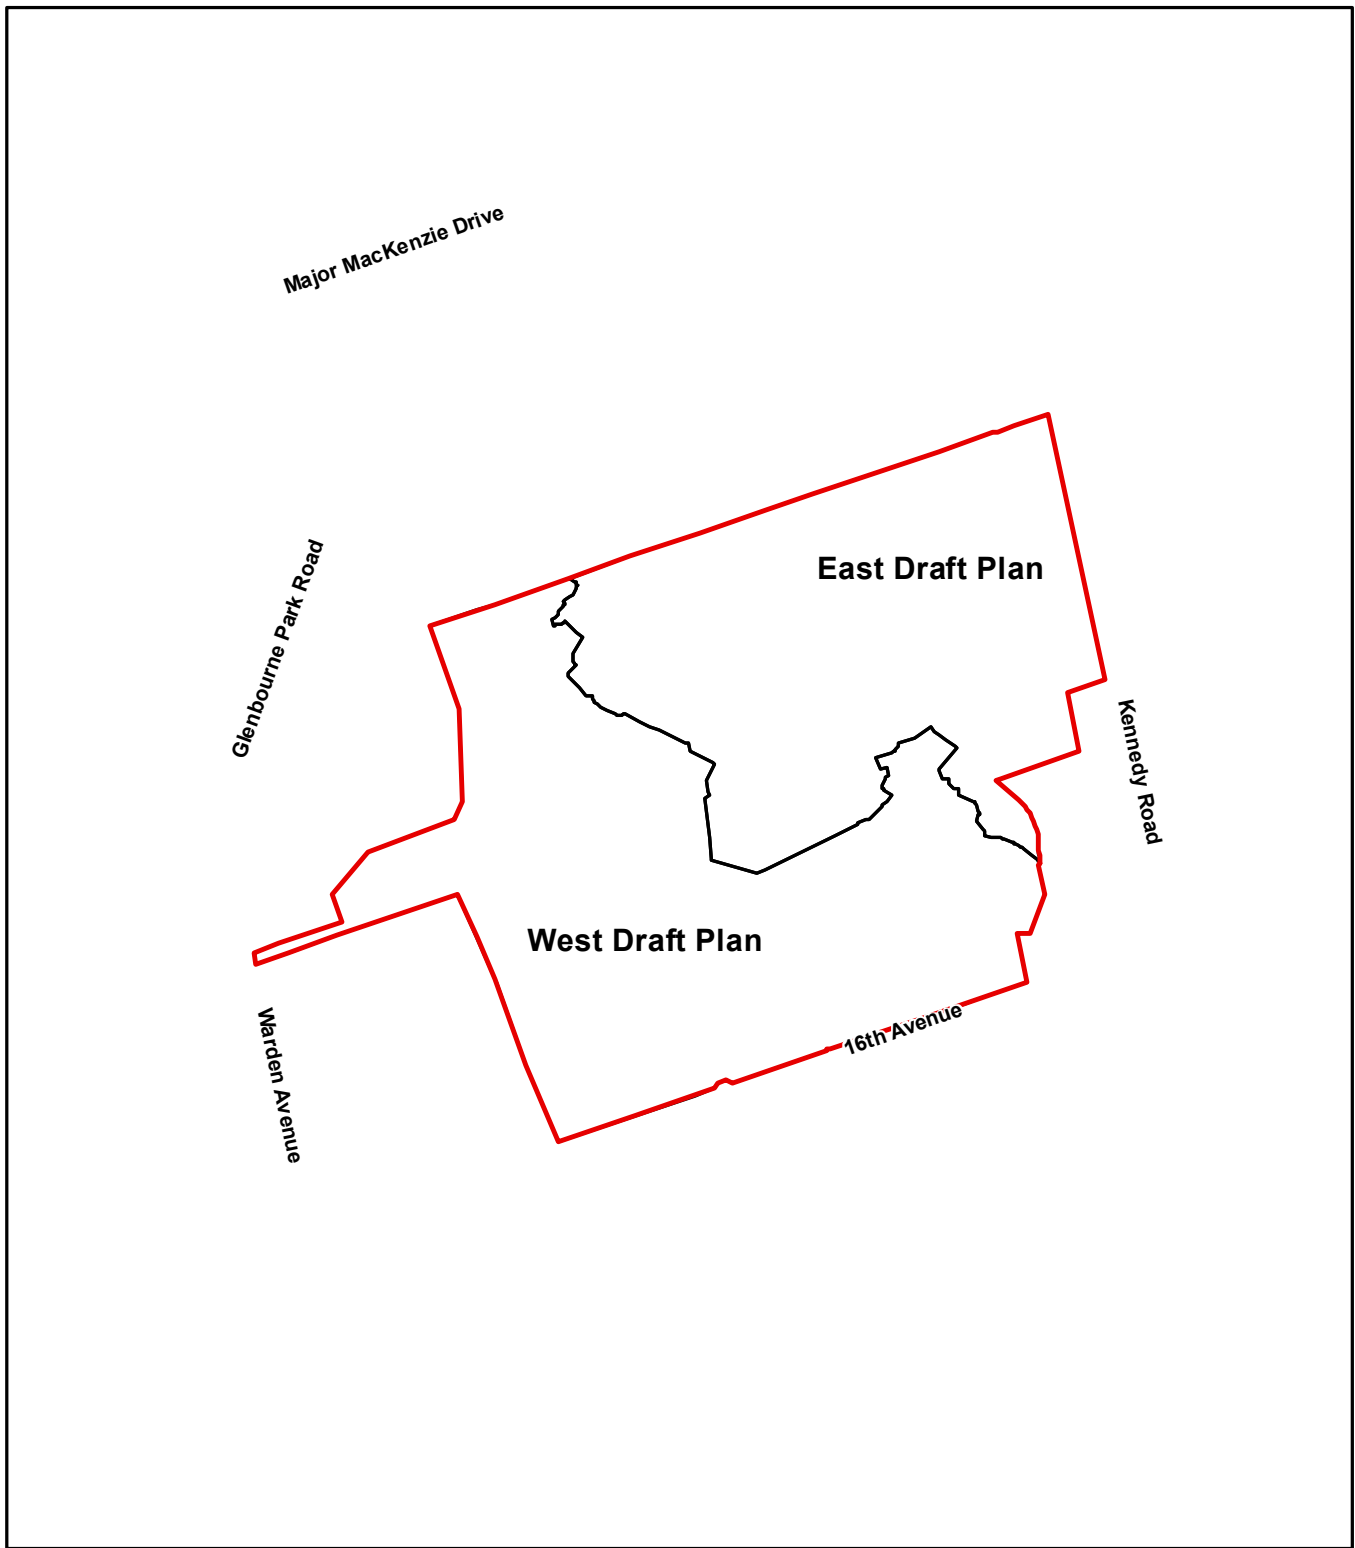 Major MacKenzie Drive
East Draft Plan
Glenbourne Park Road
Kennedy Road
West Draft Plan
16th Avenue
Warden Avenue